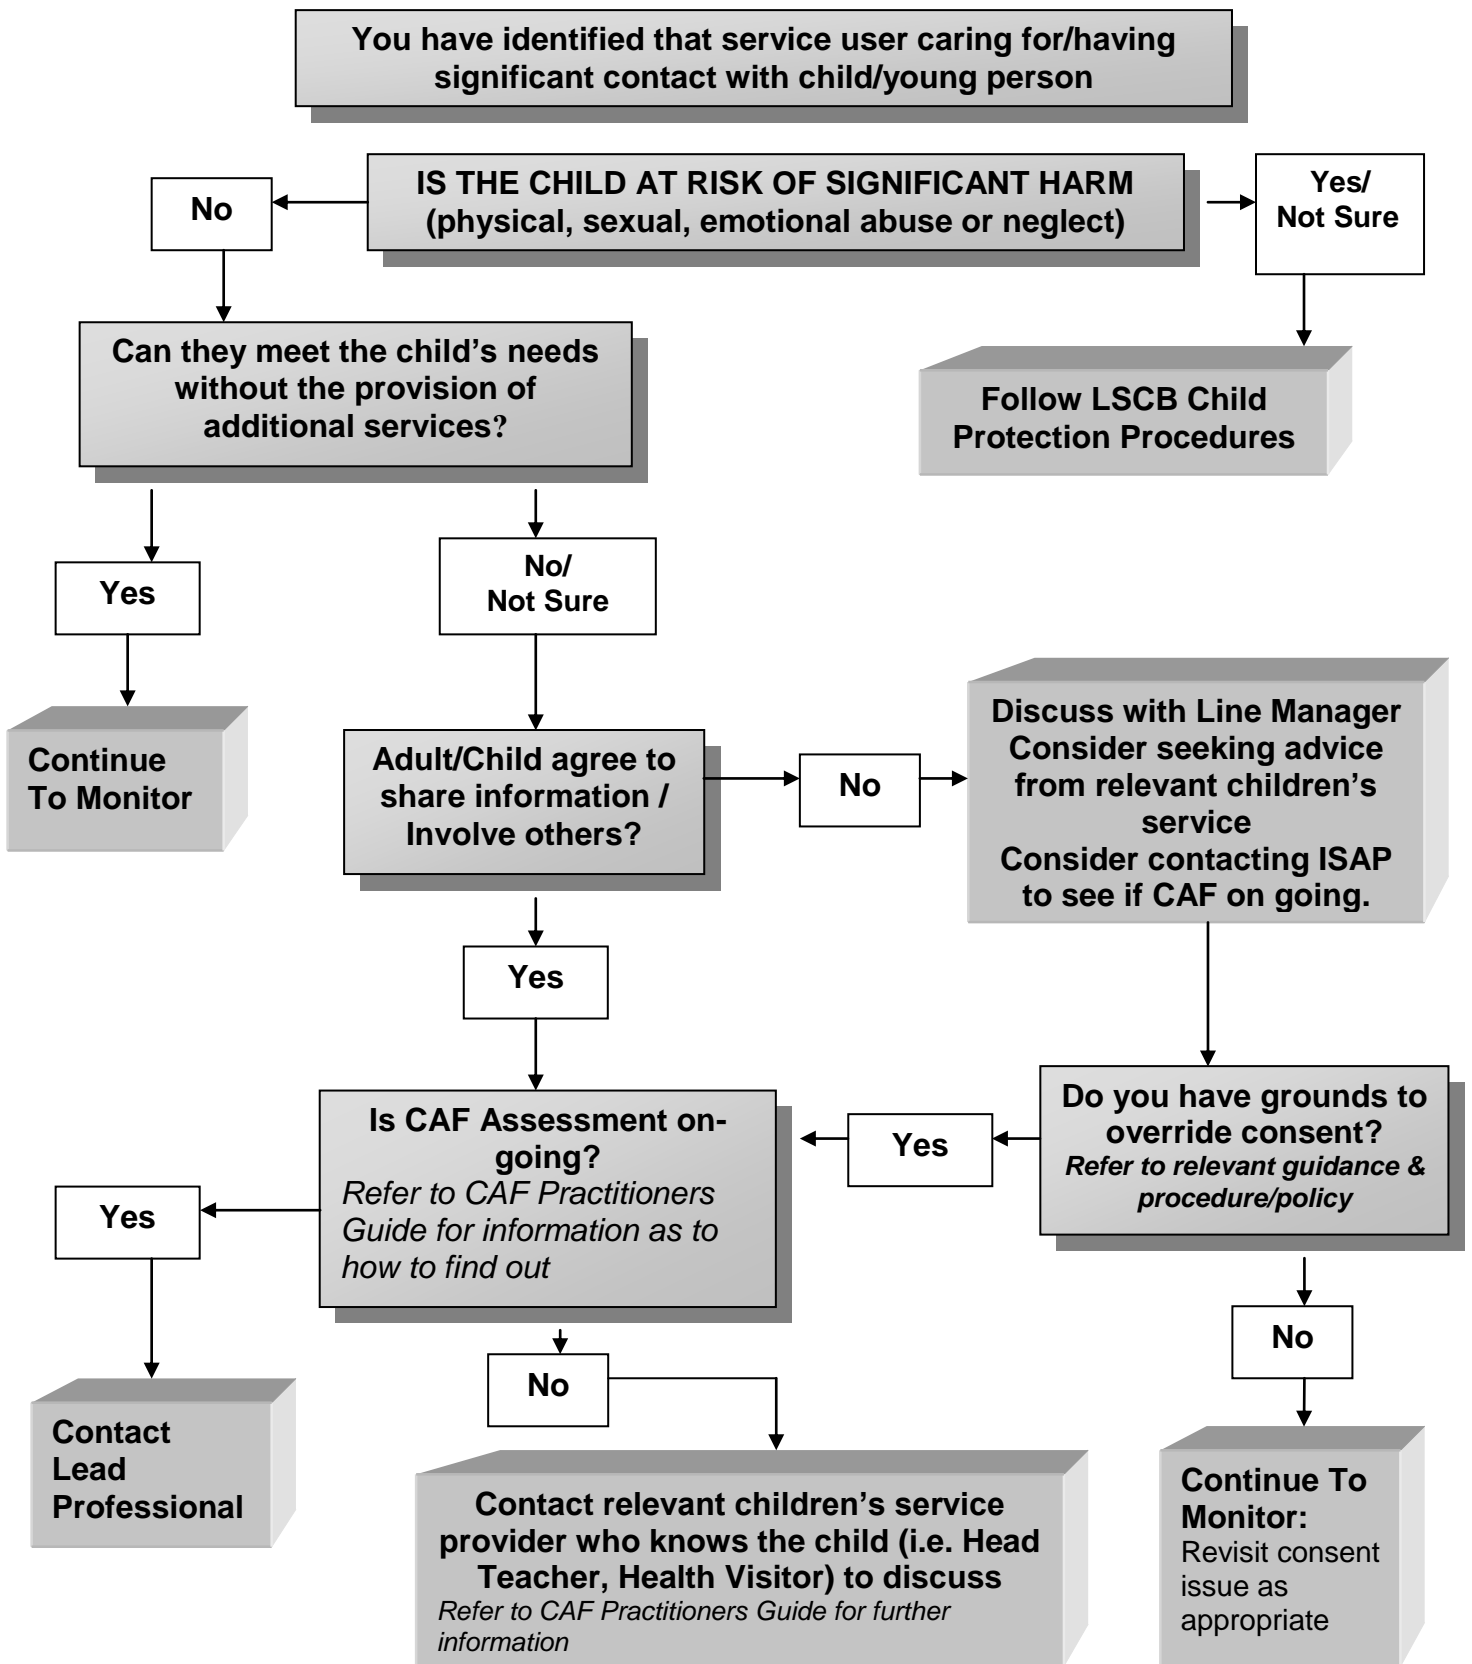 You have identified that service user caring for/having
significant contact with child/young person
IS THE CHILD AT RISK OF SIGNIFICANT HARM
(physical, sexual, emotional abuse or neglect)
No
Yes/
Not Sure
Can they meet the child’s needs
without the provision of
additional services?
Follow LSCB Child
Protection Procedures
Yes
No/
Not Sure
Continue
To Monitor
Adult/Child agree to
share information /
Involve others?
No
Discuss with Line Manager
Consider seeking advice
from relevant children’s
service
Consider contacting ISAP
to see if CAF on going.
Yes
Is CAF Assessment on-
going?
Refer to CAF Practitioners
Guide for information as to
how to find out
Yes
Do you have grounds to
override consent?
Refer to relevant guidance &
procedure/policy
Yes
No
No
Contact
Lead
Professional
Contact relevant children’s service
provider who knows the child (i.e. Head
Teacher, Health Visitor) to discuss
Refer to CAF Practitioners Guide for further
information
Continue To
Monitor:
Revisit consent
issue as
appropriate